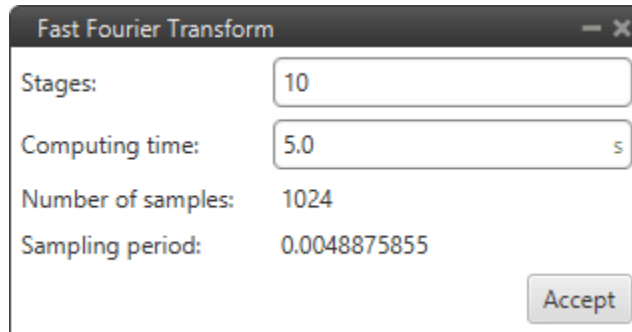 Fast Fourier Transform
Stages: 10
Computing time: 5.0 s
Number of samples: 1024
Sampling period: 0.0048875855
Accept